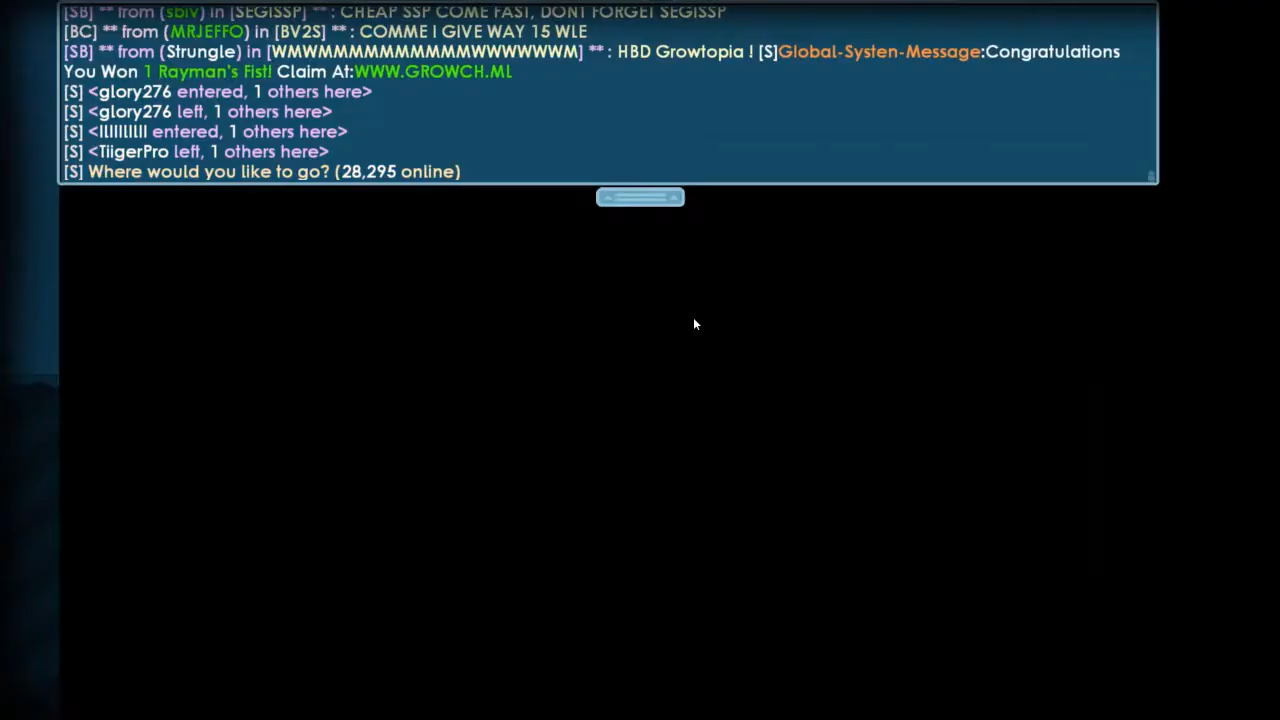 [SB] ** from (sbiv) in [SEGISSP] ** : CHEAP SSP COME FAST, DONT FORGET SEGISSP
[BC] ** from (MRJEFFO) in [BV2S] ** : COMME I GIVE WAY 15 WLE
[SB] ** from (Strungle) in [WMWMMMMMMMMMMWWWWWWM] ** : HBD Growtopia ! [S]Global-Systen-Message:Congratulations
You Won 1 Rayman's Fist! Claim At:WWW.GROWCH.ML
[S] <glory276 entered, 1 others here>
[S] <glory276 left, 1 others here>
[S] <IlIIIlIlII entered, 1 others here>
[S] <TiigerPro left, 1 others here>
[S] Where would you like to go? (28,295 online)